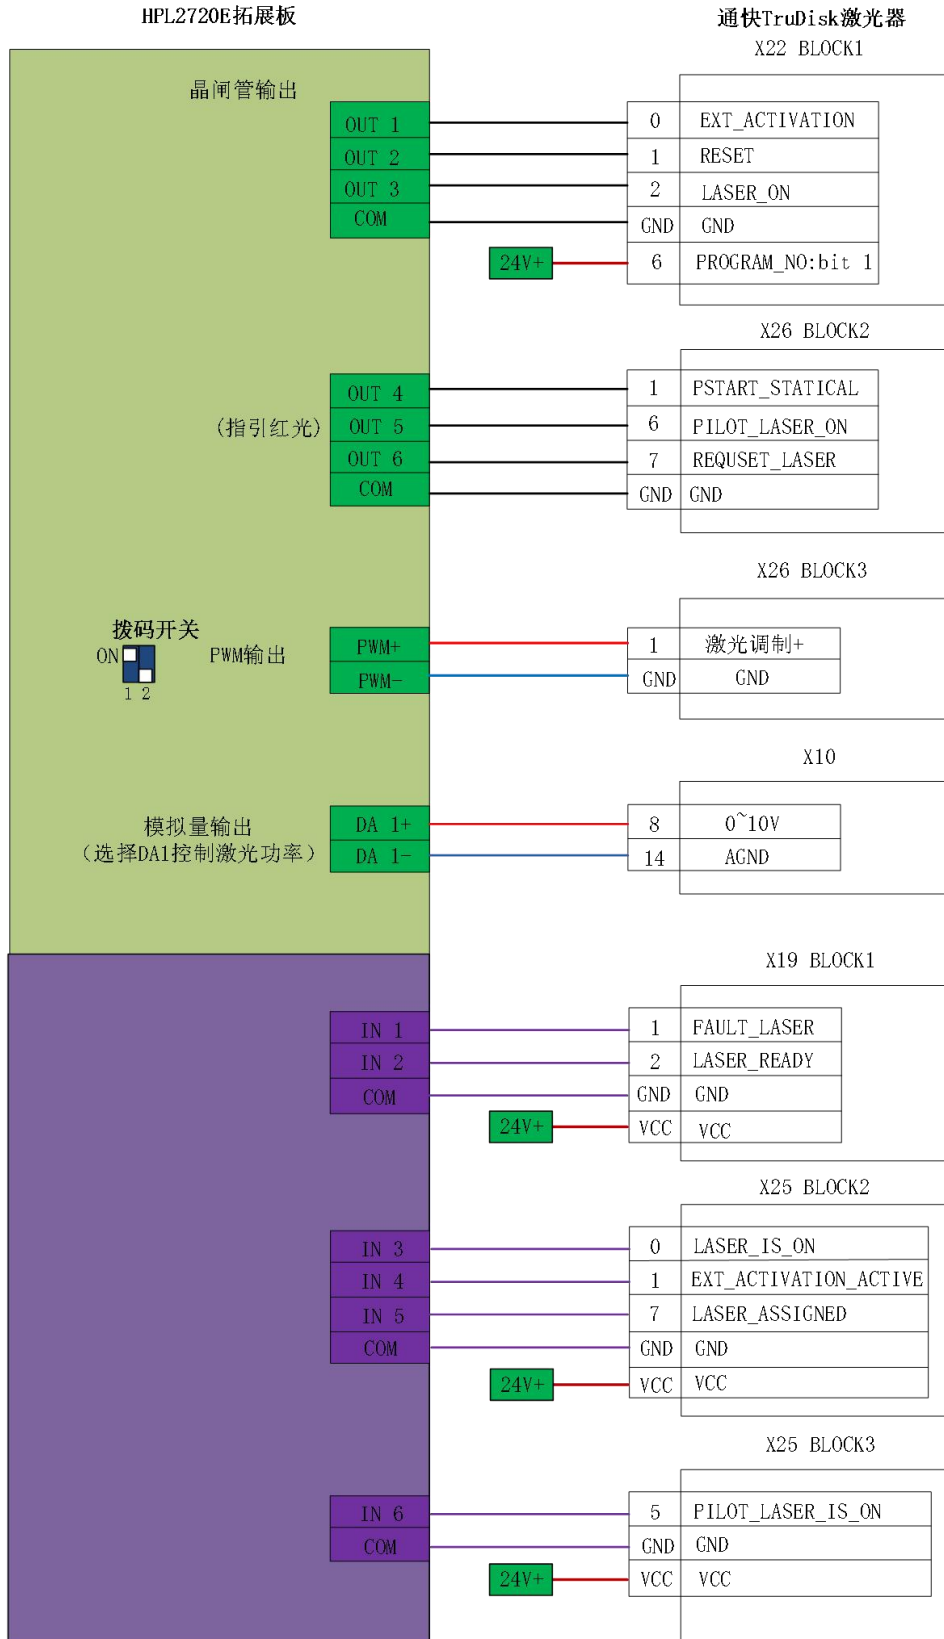 HPL2720E拓展板
通快TruDisk激光器
X22 BLOCK1
晶闸管输出
OUT 1 0 EXT_ACTIVATION
OUT 2 1 RESET
OUT 3 2 LASER_ON
COM GND GND
24V+ 6 PROGRAM_NO:bit 1
X26 BLOCK2
OUT 4 1 PSTART_STATICAL
(指引红光) OUT 5 6 PILOT_LASER_ON
OUT 6 7 REQUSET_LASER
COM GND GND
X26 BLOCK3
拨码开关
ON PWM输出
1 2
PWM+ 1 激光调制+
PWM- GND GND
X10
模拟量输出
(选择DA1控制激光功率)
DA 1+ 8 0~10V
DA 1- 14 AGND
X19 BLOCK1
IN 1 1 FAULT_LASER
IN 2 2 LASER_READY
COM GND GND
24V+ VCC VCC
X25 BLOCK2
IN 3 0 LASER_IS_ON
IN 4 1 EXT_ACTIVATION_ACTIVE
IN 5 7 LASER_ASSIGNED
COM GND GND
24V+ VCC VCC
X25 BLOCK3
IN 6 5 PILOT_LASER_IS_ON
COM GND GND
24V+ VCC VCC